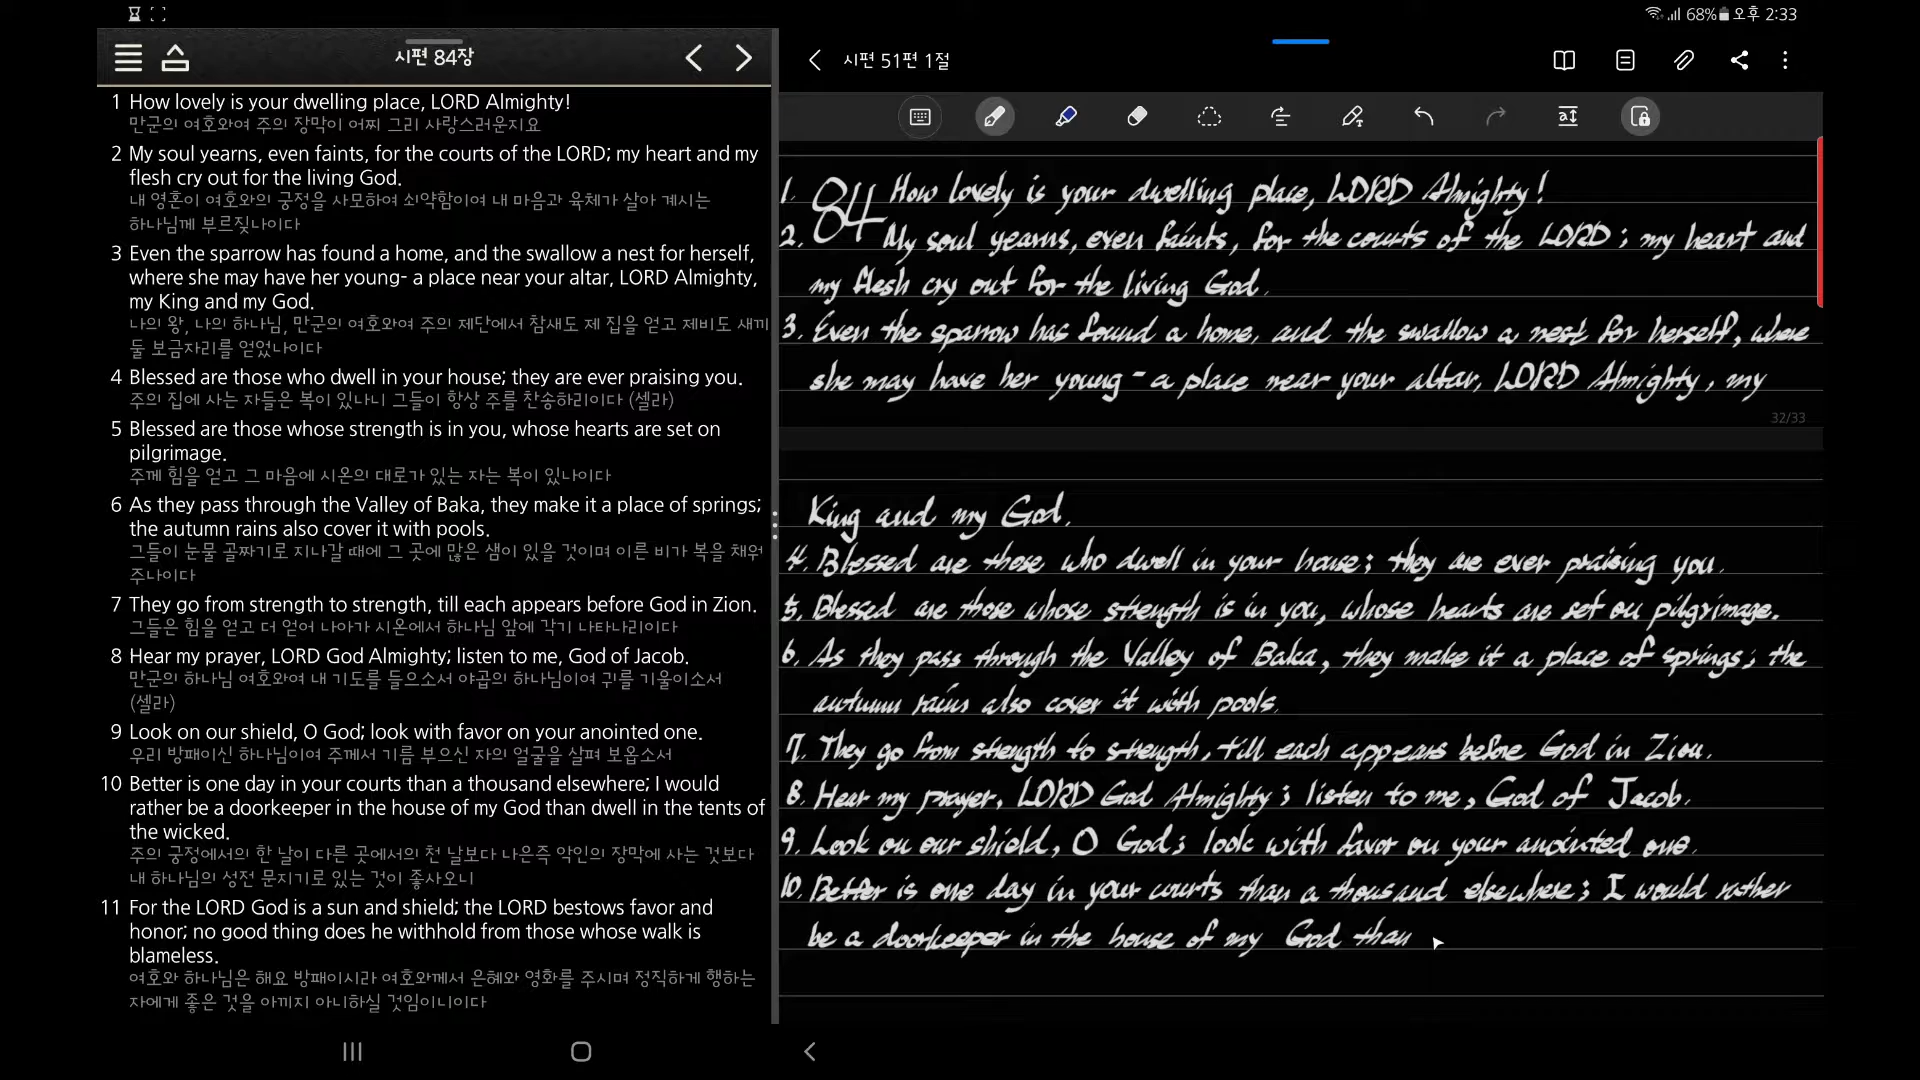 68% 오후 2:33
시편 84장
1 How lovely is your dwelling place, LORD Almighty!
만군의 여호와여 주의 장막이 어찌 그리 사랑스러운지요
2 My soul yearns, even faints, for the courts of the LORD; my heart and my
flesh cry out for the living God.
내 영혼이 여호와의 궁정을 사모하여 쇠약함이여 내 마음과 육체가 살아 계시는
하나님께 부르짖나이다
3 Even the sparrow has found a home, and the swallow a nest for herself,
where she may have her young- a place near your altar, LORD Almighty,
my King and my God.
나의 왕, 나의 하나님, 만군의 여호와여 주의 제단에서 참새도 제 집을 얻고 제비도 새끼
둘 보금자리를 얻었나이다
4 Blessed are those who dwell in your house; they are ever praising you.
주의 집에 사는 자들은 복이 있나니 그들이 항상 주를 찬송하리이다 (셀라)
5 Blessed are those whose strength is in you, whose hearts are set on
pilgrimage.
주께 힘을 얻고 그 마음에 시온의 대로가 있는 자는 복이 있나이다
6 As they pass through the Valley of Baka, they make it a place of springs;
the autumn rains also cover it with pools.
그들이 눈물 골짜기로 지나갈 때에 그 곳에 많은 샘이 있을 것이며 이른 비가 복을 채워
주나이다
7 They go from strength to strength, till each appears before God in Zion.
그들은 힘을 얻고 더 얻어 나아가 시온에서 하나님 앞에 각기 나타나리이다
8 Hear my prayer, LORD God Almighty; listen to me, God of Jacob.
만군의 하나님 여호와여 내 기도를 들으소서 야곱의 하나님이여 귀를 기울이소서
(셀라)
9 Look on our shield, O God; look with favor on your anointed one.
우리 방패이신 하나님이여 주께서 기름 부으신 자의 얼굴을 살펴 보옵소서
10 Better is one day in your courts than a thousand elsewhere; I would
rather be a doorkeeper in the house of my God than dwell in the tents of
the wicked.
주의 궁정에서의 한 날이 다른 곳에서의 천 날보다 나은즉 악인의 장막에 사는 것보다
내 하나님의 성전 문지기로 있는 것이 좋사오니
11 For the LORD God is a sun and shield; the LORD bestows favor and
honor; no good thing does he withhold from those whose walk is
blameless.
여호와 하나님은 해요 방패이시라 여호와께서 은혜와 영화를 주시며 정직하게 행하는
자에게 좋은 것을 아끼지 아니하실 것임이니이다
시편 51편 1절
84
1. How lovely is your dwelling place, LORD Almighty!
2. My soul yearns, even faints, for the courts of the LORD; my heart and
my flesh cry out for the living God.
3. Even the sparrow has found a home, and the swallow a nest for herself, where
she may have her young - a place near your altar, LORD Almighty, my
32/33
King and my God.
4. Blessed are those who dwell in your house; they are ever praising you.
5. Blessed are those whose strength is in you, whose hearts are set on pilgrimage.
6. As they pass through the Valley of Baka, they make it a place of springs; the
autumn rains also cover it with pools.
7. They go from strength to strength, till each appears before God in Zion.
8. Hear my prayer, LORD God Almighty; listen to me, God of Jacob.
9. Look on our shield, O God; look with favor on your anointed one.
10. Better is one day in your courts than a thousand elsewhere; I would rather
be a doorkeeper in the house of my God than